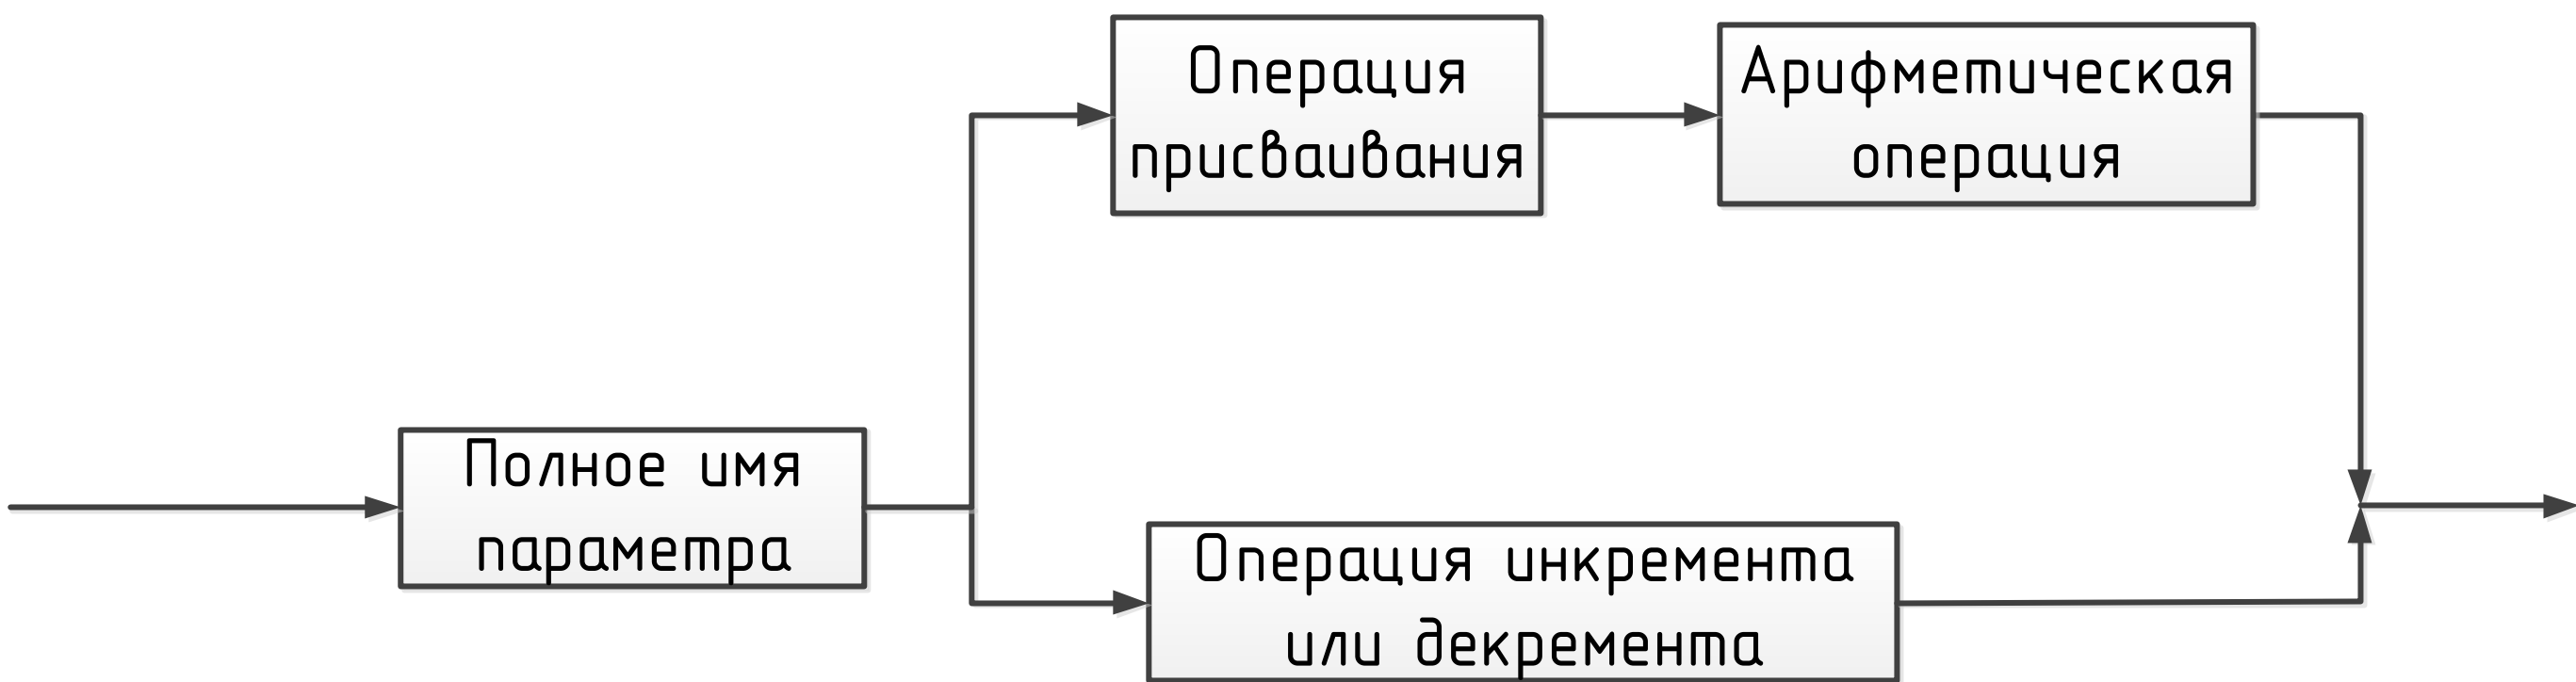 Операция
присваивания
Арифметическая
операция
Полное имя
параметра
Операция инкремента
или декремента